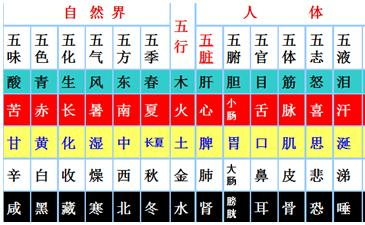 自然界 五行 人体
五味 五色 五化 五气 五方 五季 五脏 五腑 五官 五体 五志 五液
酸 青 生 风 东 春 木 肝 胆 目 筋 怒 泪
苦 赤 长 暑 南 夏 火 心 小肠 舌 脉 喜 汗
甘 黄 化 湿 中 长夏 土 脾 胃 口 肌 思 涎
辛 白 收 燥 西 秋 金 肺 大肠 鼻 皮 悲 涕
咸 黑 藏 寒 北 冬 水 肾 膀胱 耳 骨 恐 唾